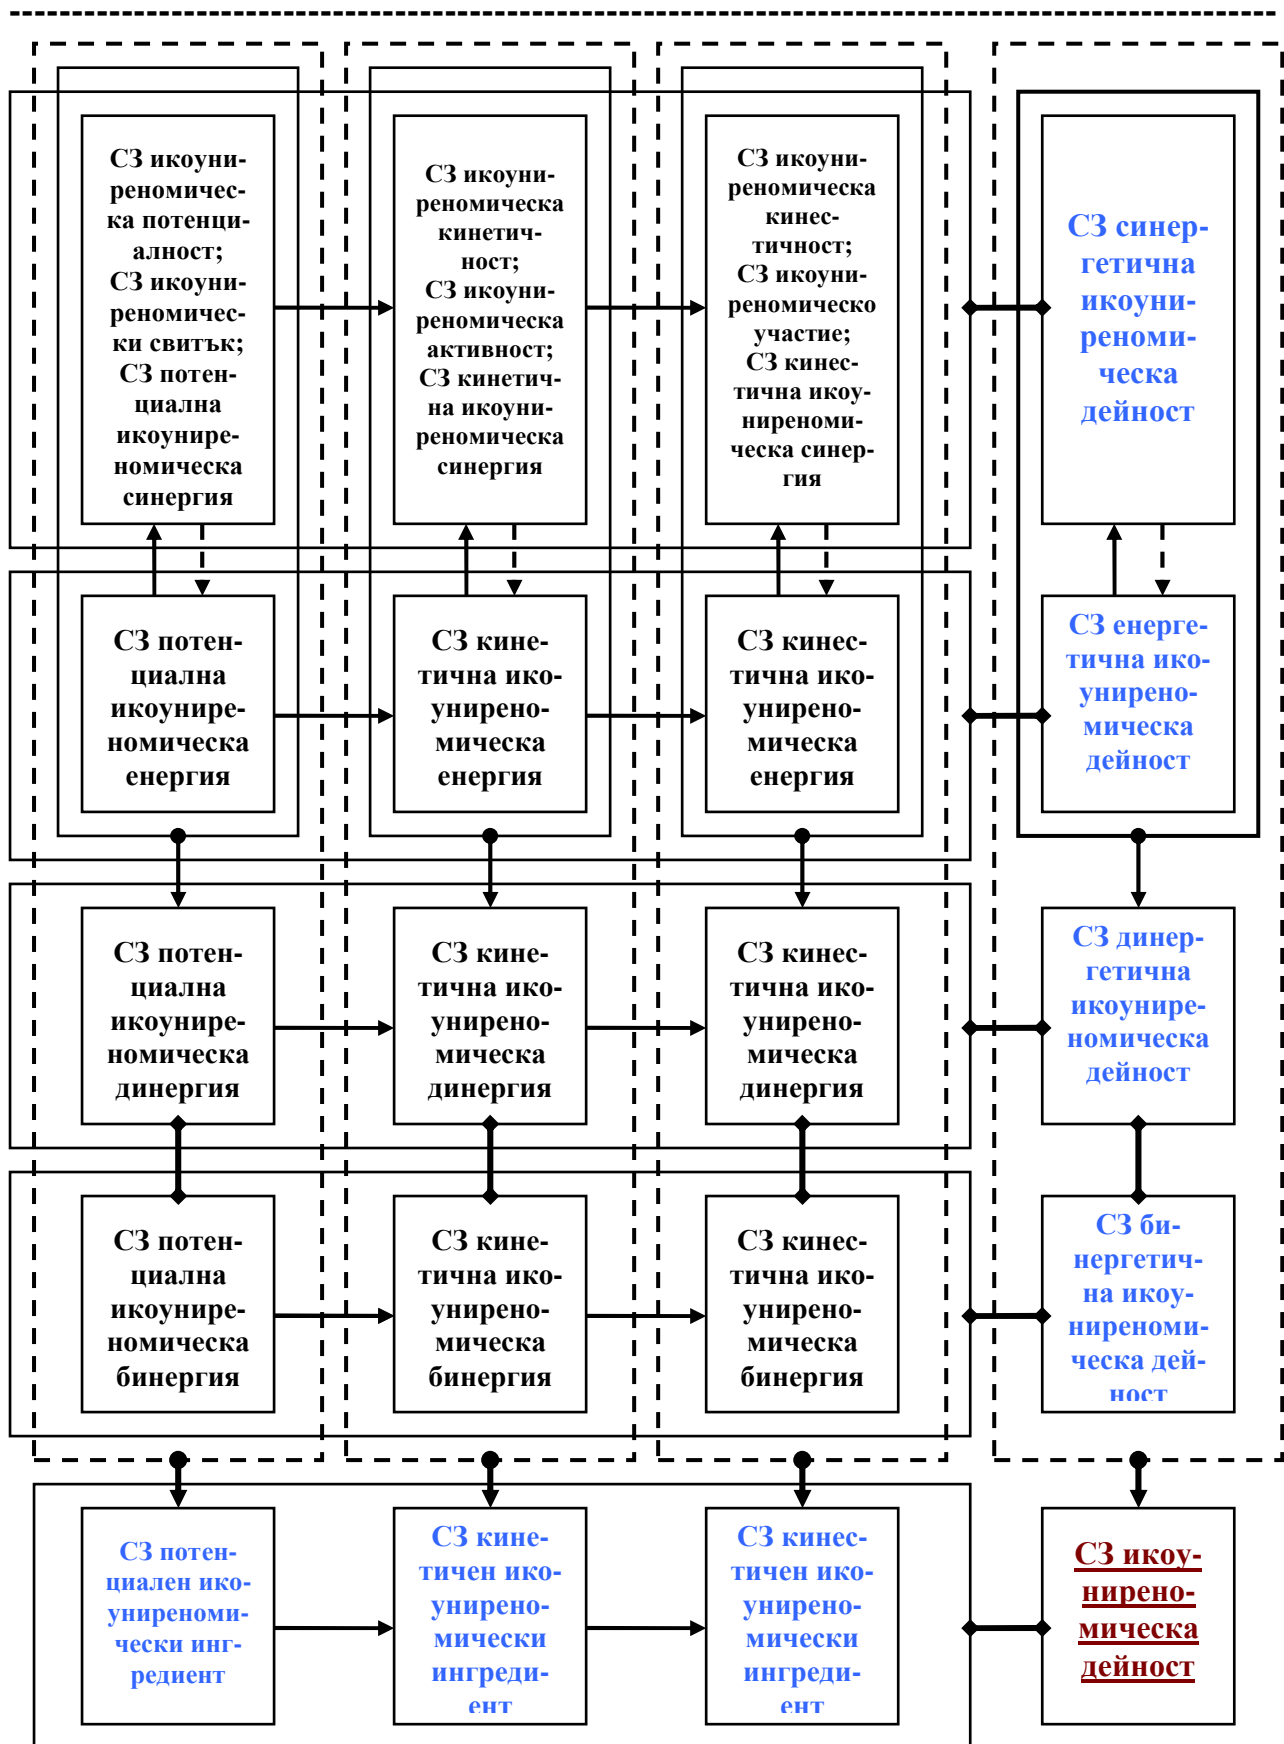 СЗ икоуни-
реномичес-
ка потенци-
алност;
СЗ икоуни-
реномичес-
ки свитък;
СЗ потен-
циална
икоунире-
номическа
синергия
СЗ икоуни-
реномическа
кинетич-
ност;
СЗ икоуни-
реномическа
активност;
СЗ кинетич-
на икоуни-
реномическа
синергия
СЗ икоуни-
реномическа
кинес-
тичност;
СЗ икоуни-
реномическо
участие;
СЗ кинес-
тична икоу-
ниреноми-
ческа синер-
гия
СЗ синер-
гетична
икоуни-
реноми-
ческа
дейност
СЗ потен-
циална
икоунире-
номическа
енергия
СЗ кине-
тична ико-
унирено-
мическа
енергия
СЗ кинес-
тична ико-
унирено-
мическа
енергия
СЗ енерге-
тична ико-
унирено-
мическа
дейност
СЗ потен-
циална
икоунире-
номическа
динергия
СЗ кине-
тична ико-
унирено-
мическа
динергия
СЗ кинес-
тична ико-
унирено-
мическа
динергия
СЗ динер-
гетична
икоунире-
номическа
дейност
СЗ потен-
циална
икоунире-
номическа
бинергия
СЗ кине-
тична ико-
унирено-
мическа
бинергия
СЗ кинес-
тична ико-
унирено-
мическа
бинергия
СЗ би-
нергетич-
на икоу-
ниреноми-
ческа дей-
ност
СЗ потен-
циален ико-
униреноми-
чески инг-
редиент
СЗ кине-
тичен ико-
унирено-
мически
ингреди-
ент
СЗ кинес-
тичен ико-
унирено-
мически
ингреди-
ент
СЗ икоу-
нирено-
мическа
дейност